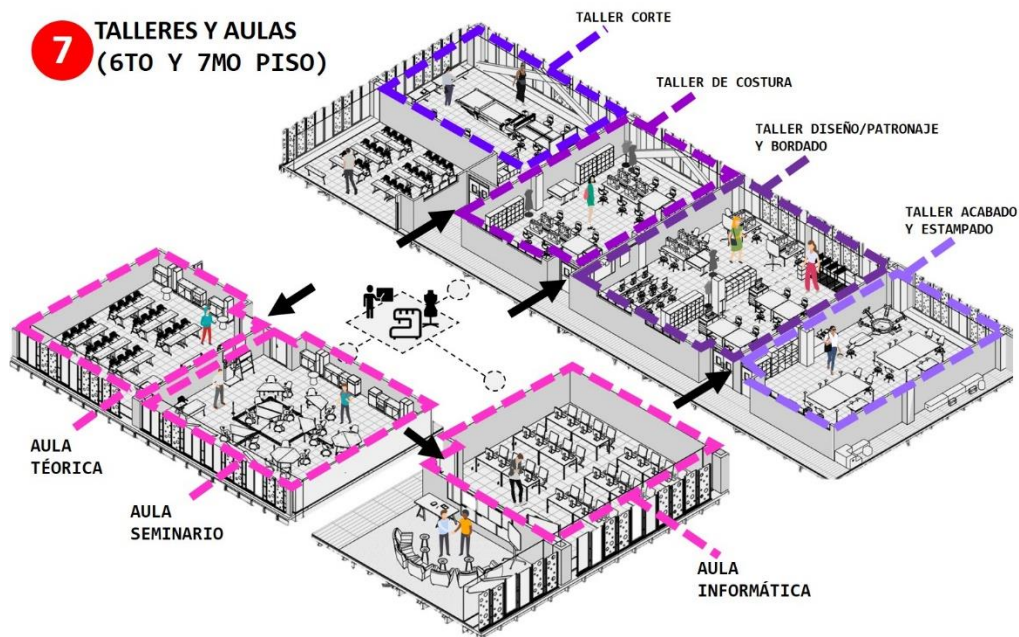 7
TALLERES Y AULAS
(6TO Y 7MO PISO)
TALLER CORTE
TALLER DE COSTURA
TALLER DISEÑO/PATRONAJE
Y BORDADO
TALLER ACABADO
Y ESTAMPADO
AULA
TÉORICA
AULA
SEMINARIO
AULA
INFORMÁTICA